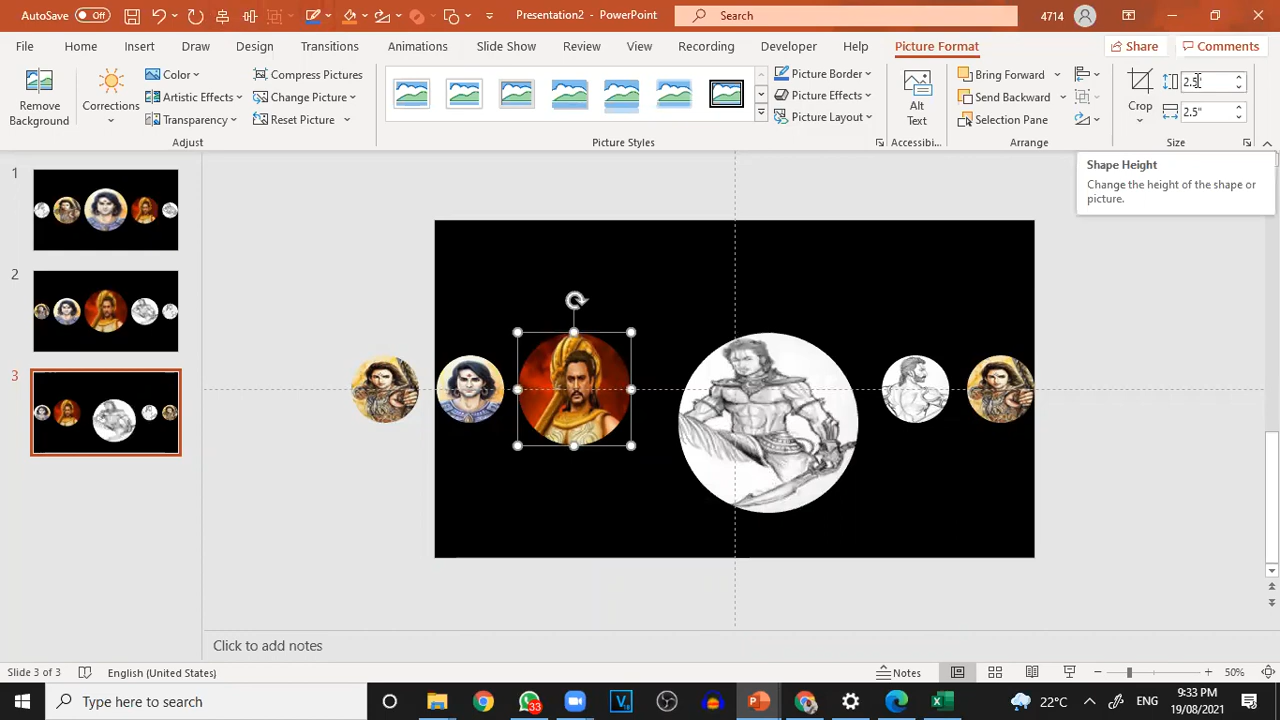 AutoSave Off Presentation2 - PowerPoint Search 4714
File Home Insert Draw Design Transitions Animations Slide Show Review View Recording Developer Help Picture Format Share Comments
Remove Background
Corrections
Color
Artistic Effects
Transparency
Compress Pictures
Change Picture
Reset Picture
Adjust
Picture Styles
Picture Border
Picture Effects
Picture Layout
Alt Text
Accessibi...
Bring Forward
Send Backward
Selection Pane
Arrange
Crop
2.5"
2.5"
Size
Shape Height
Change the height of the shape or
picture.
1
2
3
Click to add notes
Slide 3 of 3 English (United States) Notes 50%
Type here to search 33 22°C ENG 9:33 PM
19/08/2021